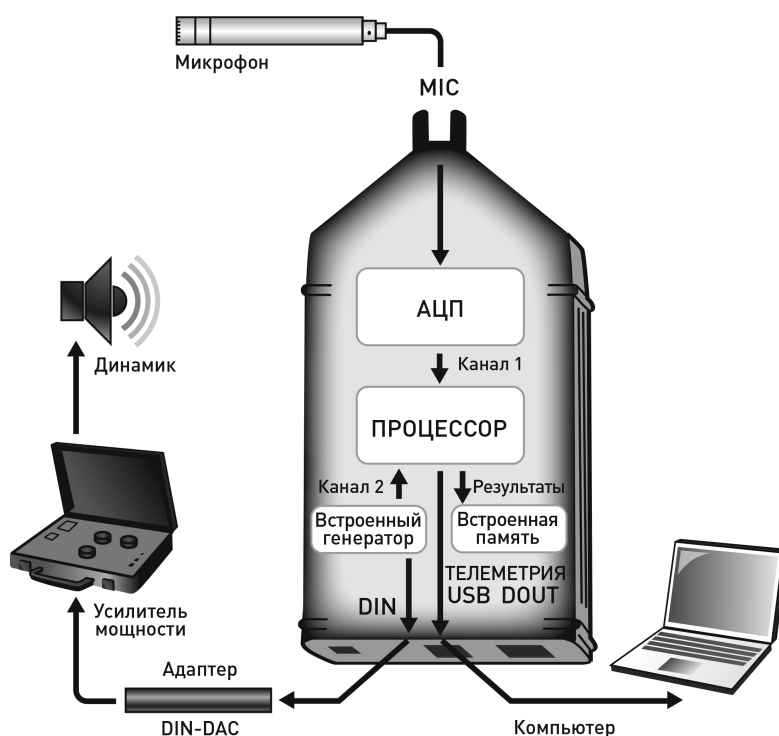 Микрофон
MIC
АЦП
Канал 1
Динамик
ПРОЦЕССОР
Канал 2
Результаты
Встроенный
генератор
Встроенная
память
ТЕЛЕМЕТРИЯ
USB DOUT
DIN
Усилитель
мощности
Адаптер
DIN-DAC
Компьютер